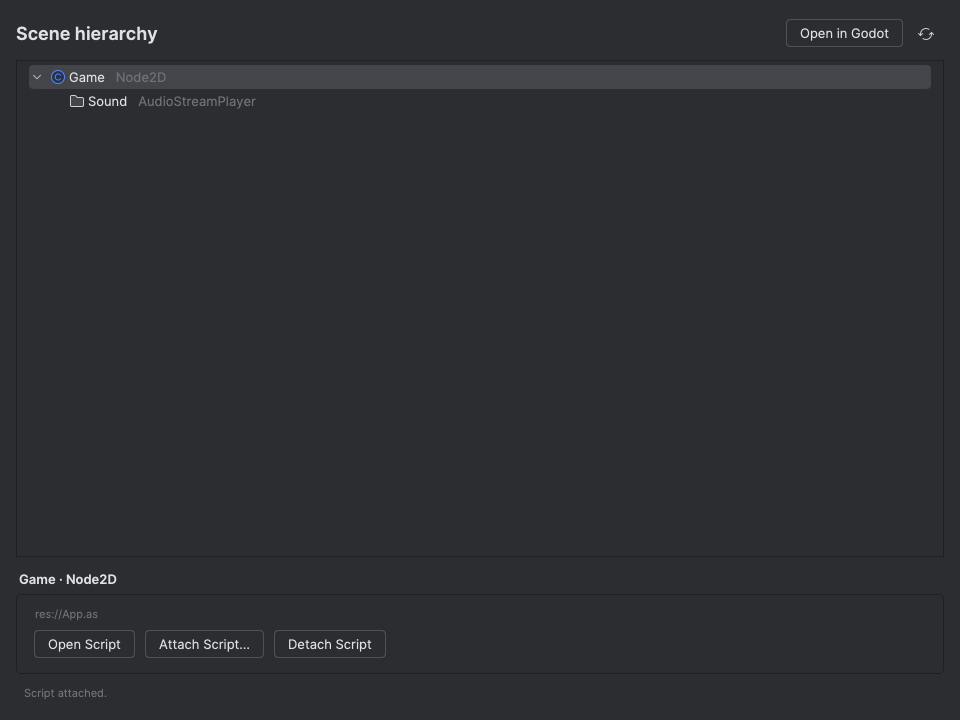 Scene hierarchy
Open in Godot
Game Node2D
Sound AudioStreamPlayer
Game · Node2D
res://App.as
Open Script
Attach Script...
Detach Script
Script attached.